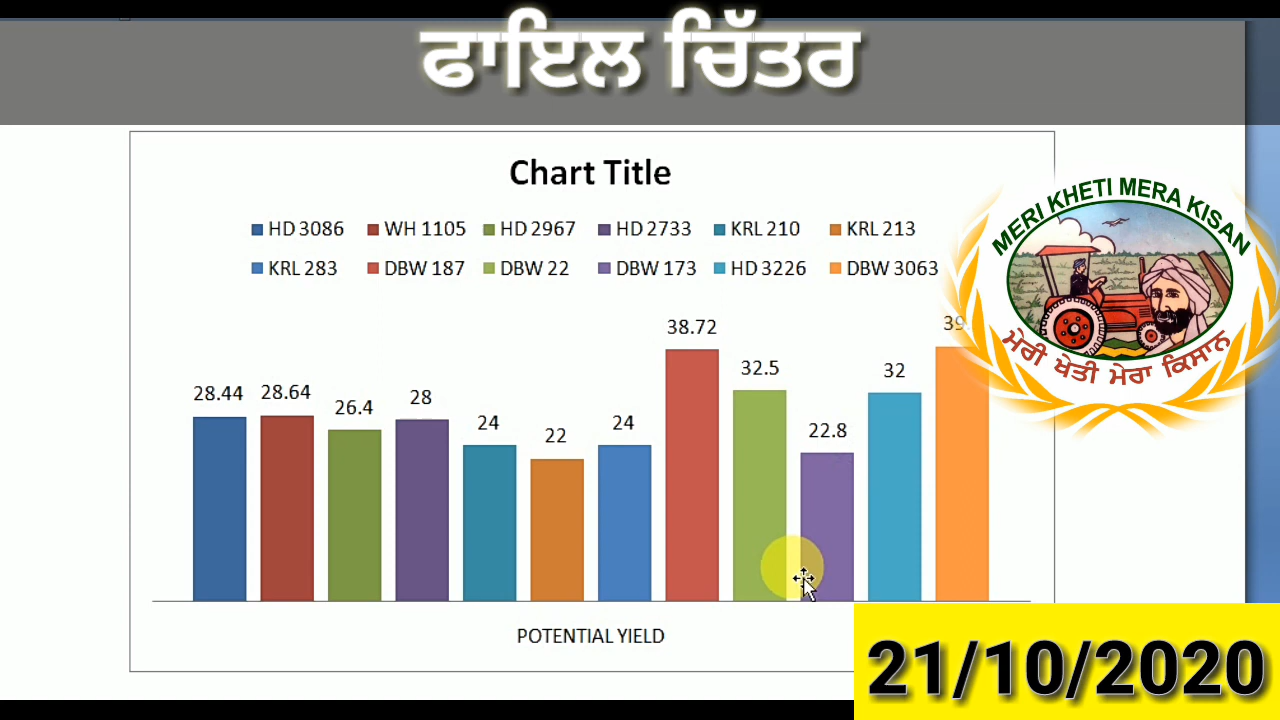 ਫਾਇਲ ਚਿੱਤਰ
Chart Title
HD 3086 WH 1105 HD 2967 HD 2733 KRL 210 KRL 213
KRL 283 DBW 187 DBW 22 DBW 173 HD 3226 DBW 3063
MERI KHETI MERA KISAN
ਮੇਰੀ ਖੇਤੀ ਮੇਰਾ ਕਿਸਾਨ
28.44 28.64 26.4 28 24 22 24 38.72 32.5 22.8 32
POTENTIAL YIELD
21/10/2020